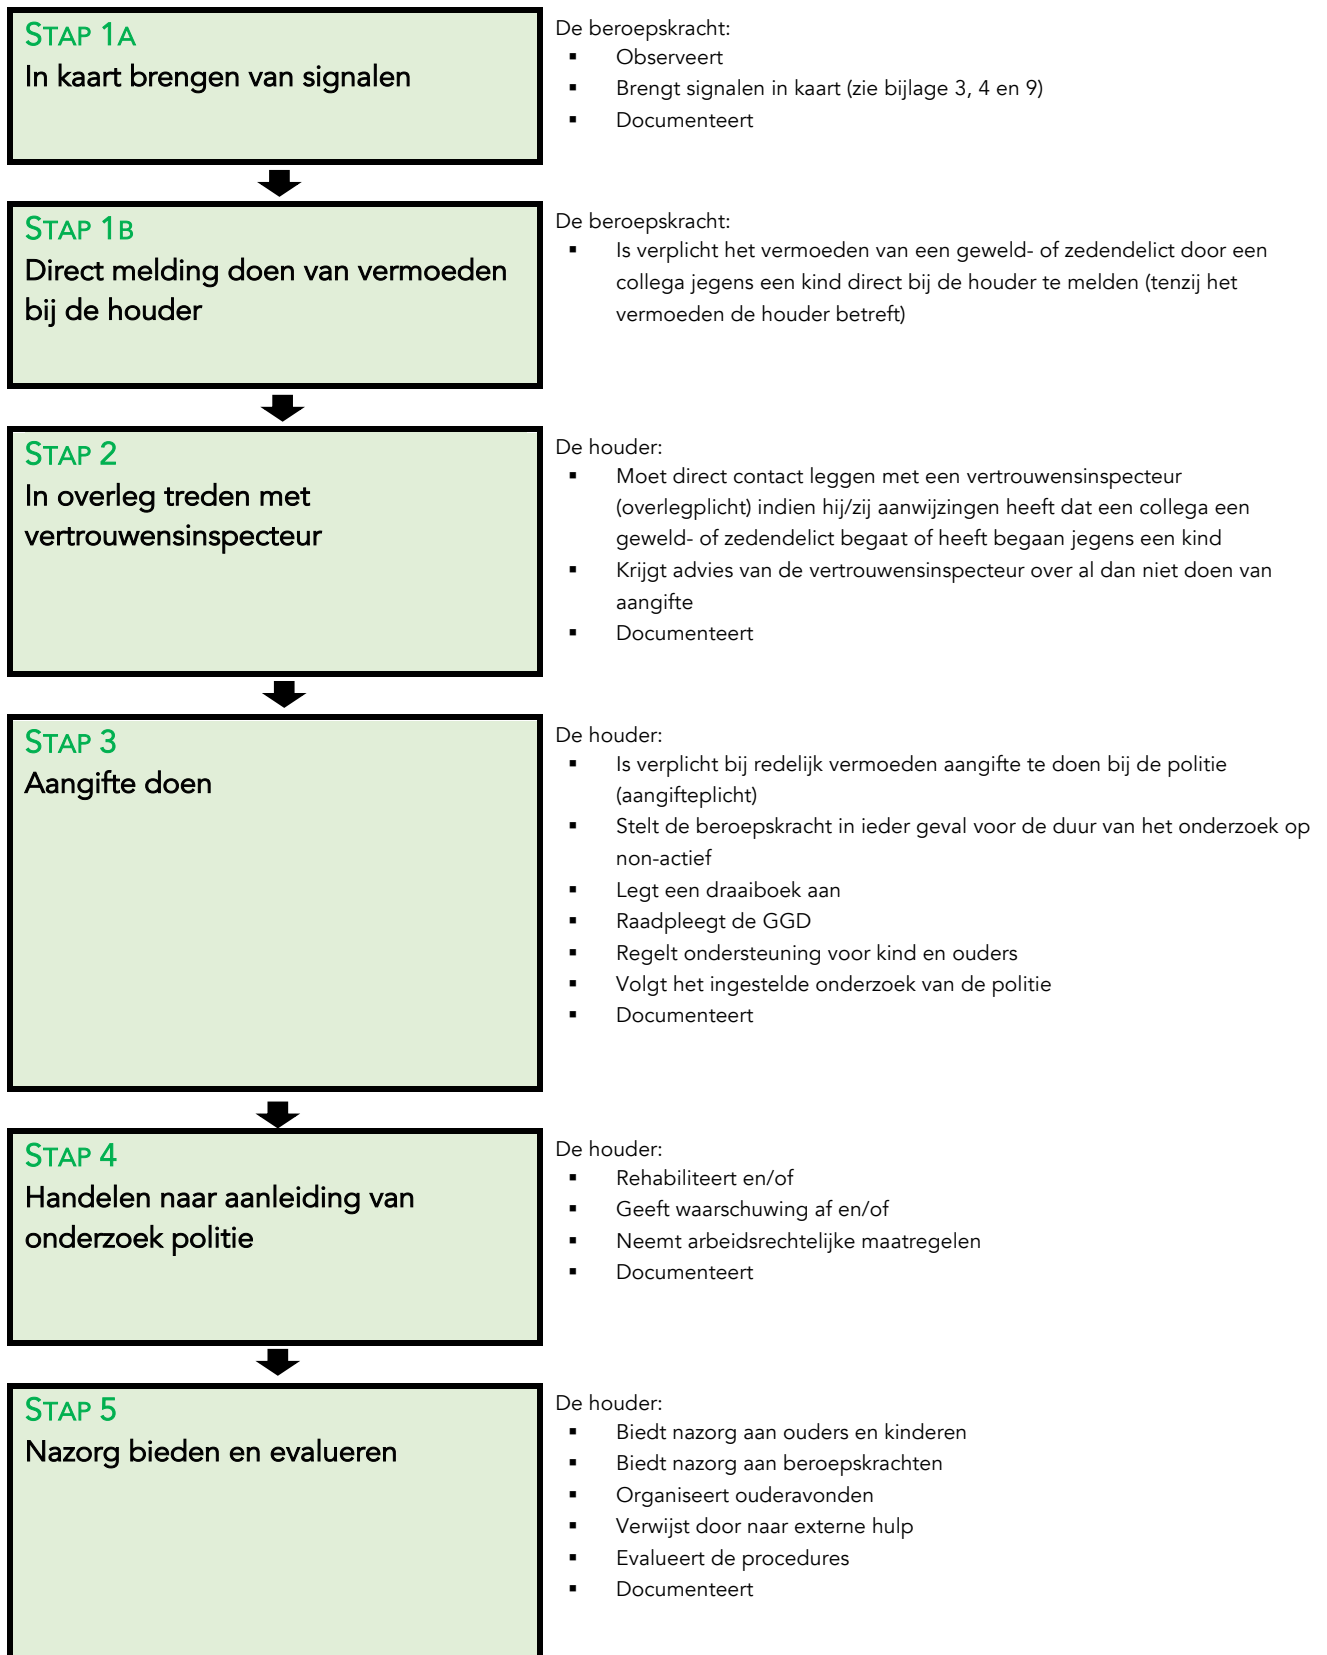 STAP 1A
In kaart brengen van signalen
De beroepskracht:
▪ Observeert
▪ Brengt signalen in kaart (zie bijlage 3, 4 en 9)
▪ Documenteert
STAP 1B
Direct melding doen van vermoeden
bij de houder
De beroepskracht:
▪ Is verplicht het vermoeden van een geweld- of zedendelict door een
collega jegens een kind direct bij de houder te melden (tenzij het
vermoeden de houder betreft)
STAP 2
In overleg treden met
vertrouwensinspecteur
De houder:
▪ Moet direct contact leggen met een vertrouwensinspecteur
(overlegplicht) indien hij/zij aanwijzingen heeft dat een collega een
geweld- of zedendelict begaat of heeft begaan jegens een kind
▪ Krijgt advies van de vertrouwensinspecteur over al dan niet doen van
aangifte
▪ Documenteert
STAP 3
Aangifte doen
De houder:
▪ Is verplicht bij redelijk vermoeden aangifte te doen bij de politie
(aangifteplicht)
▪ Stelt de beroepskracht in ieder geval voor de duur van het onderzoek op
non-actief
▪ Legt een draaiboek aan
▪ Raadpleegt de GGD
▪ Regelt ondersteuning voor kind en ouders
▪ Volgt het ingestelde onderzoek van de politie
▪ Documenteert
STAP 4
Handelen naar aanleiding van
onderzoek politie
De houder:
▪ Rehabiliteert en/of
▪ Geeft waarschuwing af en/of
▪ Neemt arbeidsrechtelijke maatregelen
▪ Documenteert
STAP 5
Nazorg bieden en evalueren
De houder:
▪ Biedt nazorg aan ouders en kinderen
▪ Biedt nazorg aan beroepskrachten
▪ Organiseert ouderavonden
▪ Verwijst door naar externe hulp
▪ Evalueert de procedures
▪ Documenteert